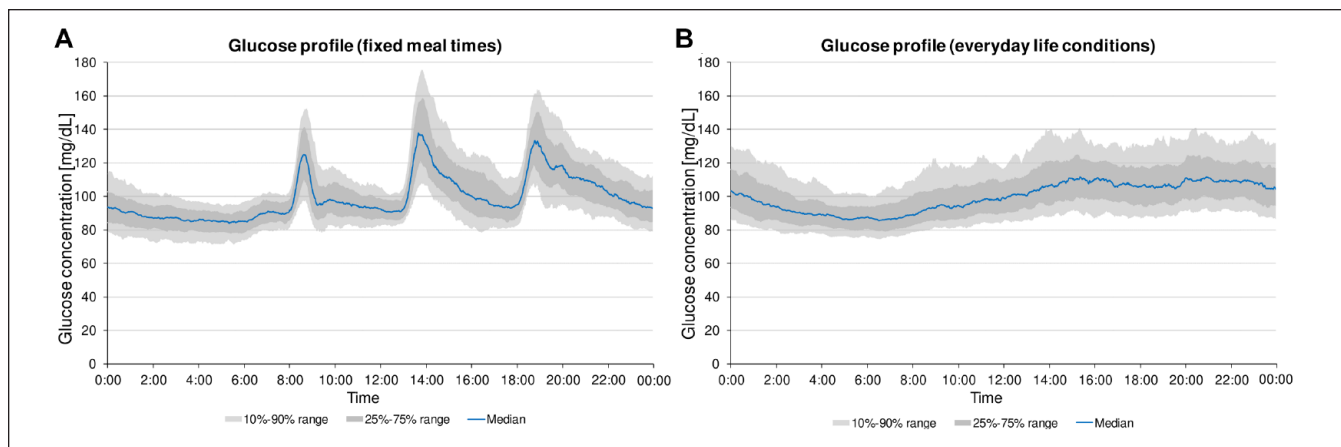 A
Glucose profile (fixed meal times)
Glucose concentration [mg/dL]
180
160
140
120
100
80
60
40
20
0
0:00 2:00 4:00 6:00 8:00 10:00 12:00 14:00 16:00 18:00 20:00 22:00 00:00
Time
10%-90% range 25%-75% range Median
B
Glucose profile (everyday life conditions)
Glucose concentration [mg/dL]
180
160
140
120
100
80
60
40
20
0
0:00 2:00 4:00 6:00 8:00 10:00 12:00 14:00 16:00 18:00 20:00 22:00 00:00
Time
10%-90% range 25%-75% range Median